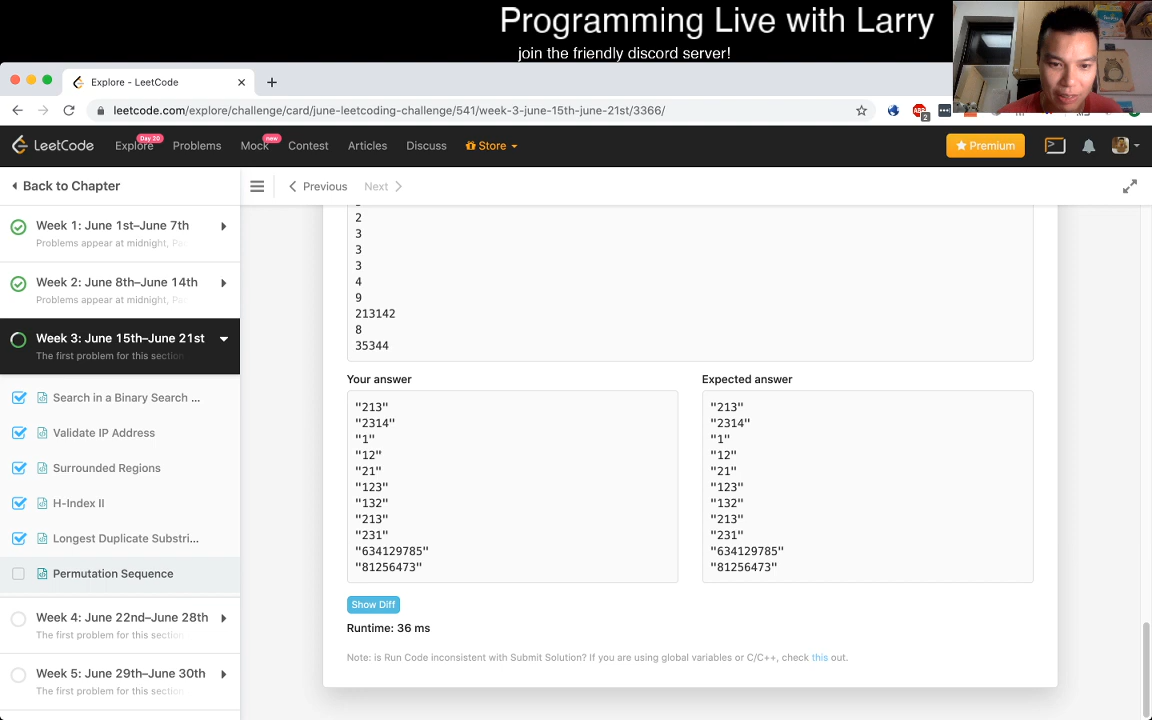 Programming Live with Larry
join the friendly discord server!
Explore - LeetCode
leetcode.com/explore/challenge/card/june-leetcoding-challenge/541/week-3-june-15th-june-21st/3366/
2
LeetCode
Explore
Day 20
Problems
Mock
new
Contest
Articles
Discuss
Store
Premium
Back to Chapter
Previous
Next
Week 1: June 1st–June 7th
Problems appear at midnight, Pa
Week 2: June 8th–June 14th
Problems appear at midnight, Pa
Week 3: June 15th–June 21st
The first problem for this section
Search in a Binary Search ...
Validate IP Address
Surrounded Regions
H-Index II
Longest Duplicate Substri...
Permutation Sequence
Week 4: June 22nd–June 28th
The first problem for this section
Week 5: June 29th–June 30th
The first problem for this section
2
3
3
3
4
9
213142
8
35344
Your answer
"213"
"2314"
"1"
"12"
"21"
"123"
"132"
"213"
"231"
"634129785"
"81256473"
Expected answer
"213"
"2314"
"1"
"12"
"21"
"123"
"132"
"213"
"231"
"634129785"
"81256473"
Show Diff
Runtime: 36 ms
Note: is Run Code inconsistent with Submit Solution? If you are using global variables or C/C++, check this out.